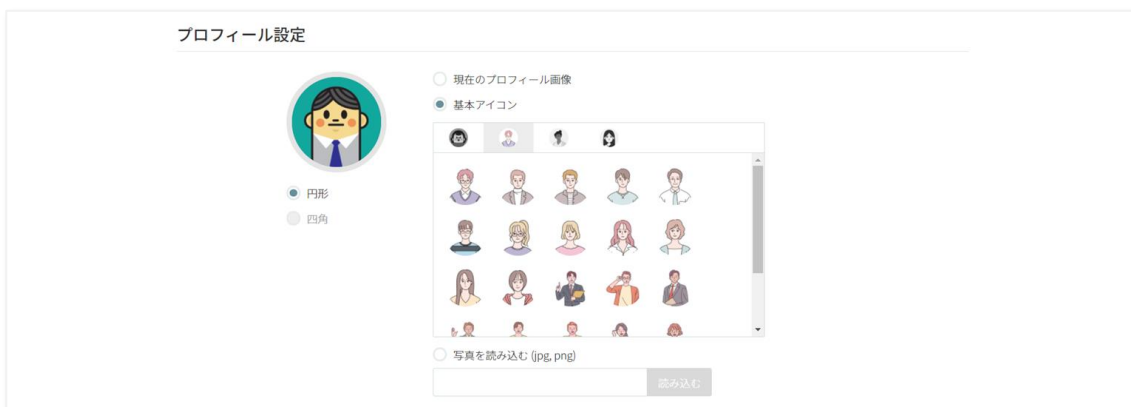 プロフィール設定
現在のプロフィール画像
基本アイコン
円形
四角
写真を読み込む (jpg, png)
読み込む